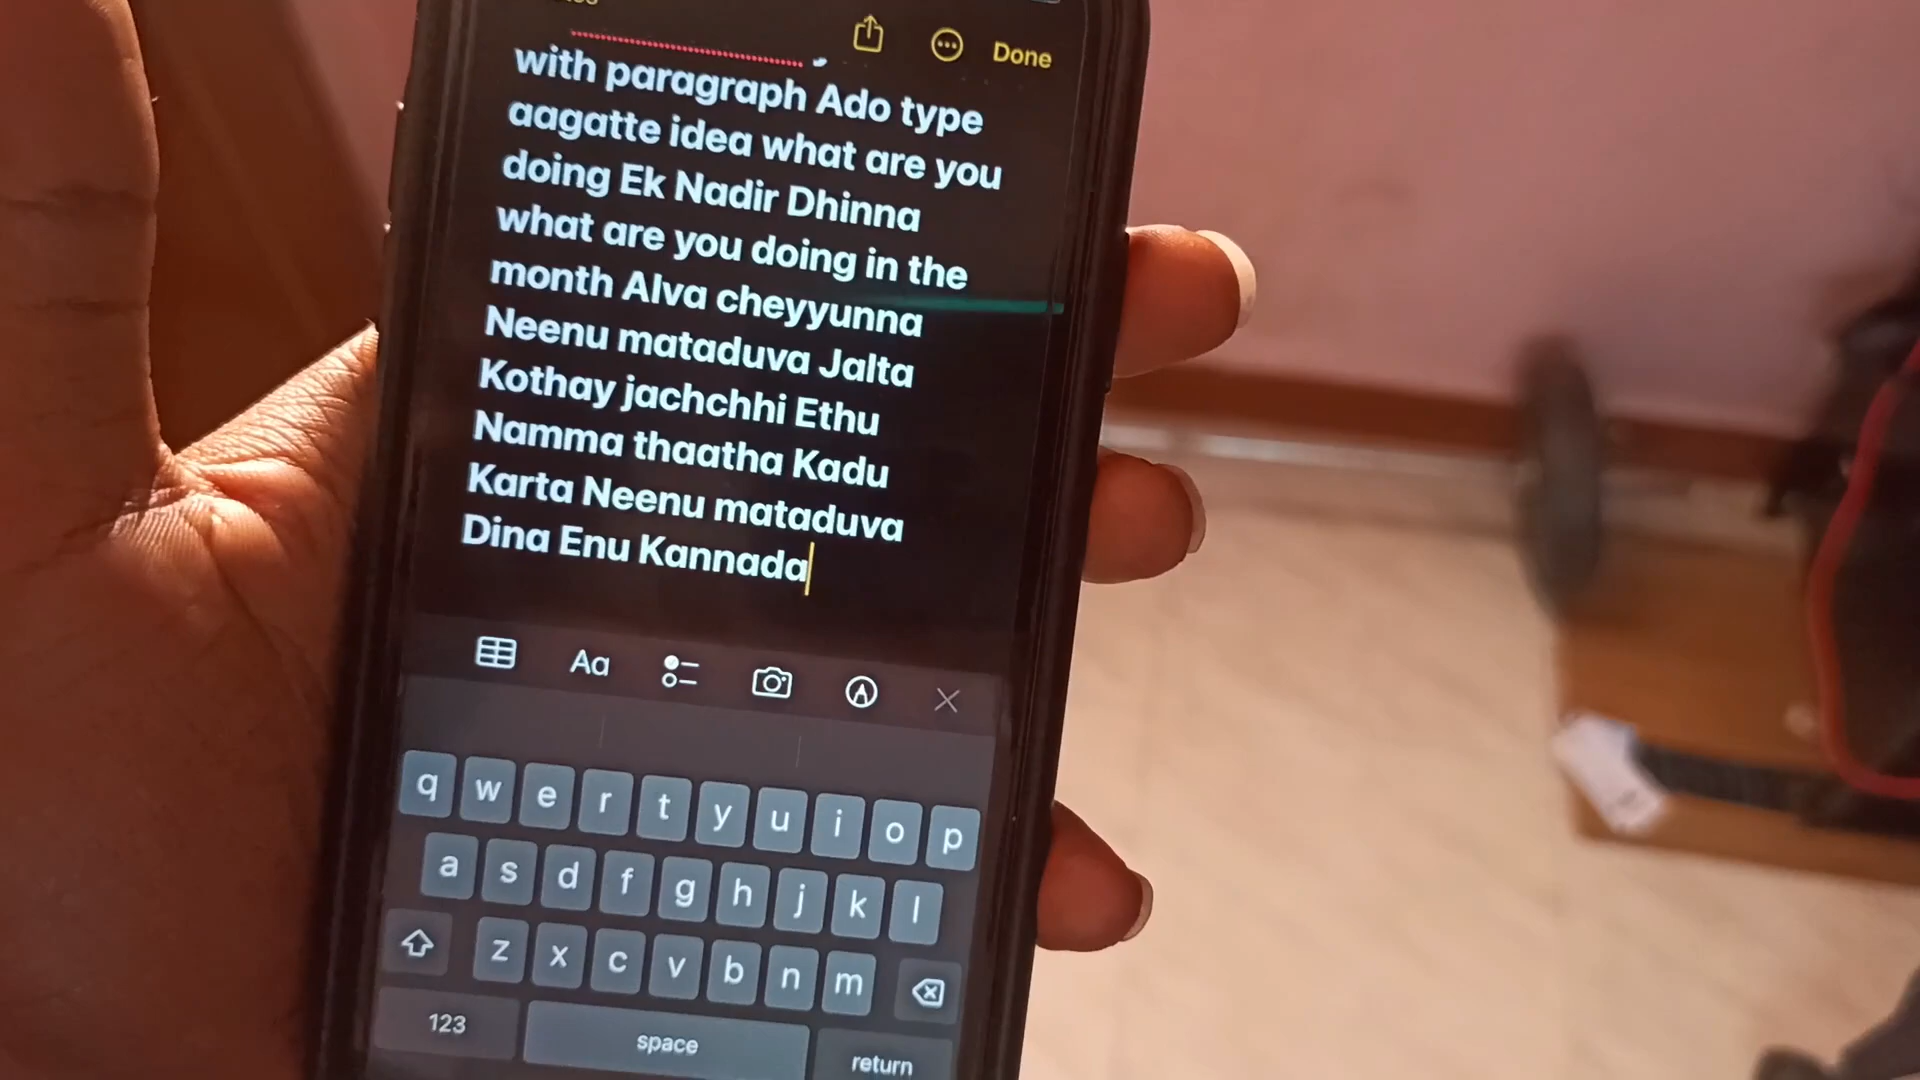 Done
with paragraph Ado type
aagatte idea what are you
doing Ek Nadir Dhinna
what are you doing in the
month Alva cheyyunna
Neenu mataduva Jalta
Kothay jachchhi Ethu
Namma thaatha Kadu
Karta Neenu mataduva
Dina Enu Kannada
Aa
q w e r t y u i o p
a s d f g h j k l
z x c v b n m
123 space return